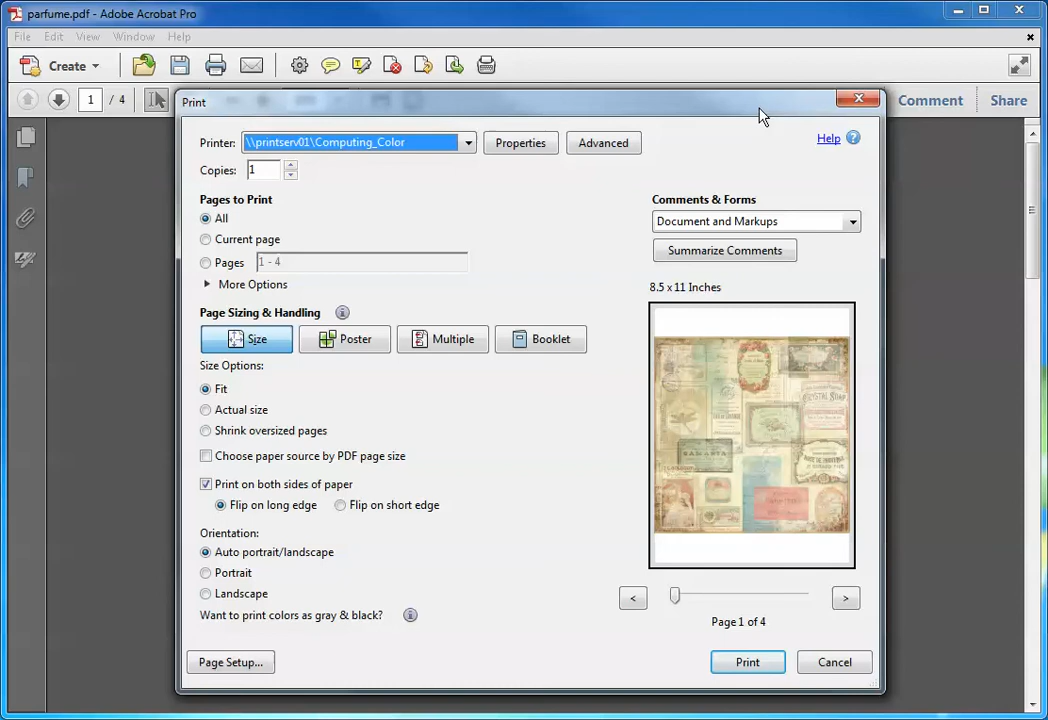 parfume.pdf - Adobe Acrobat Pro
File Edit View Window Help
Create
1 / 4
Comment
Share
Print
Printer: \\printserv01\Computing_Color
Properties
Advanced
Help
Copies: 1
Pages to Print
All
Current page
Pages 1 - 4
More Options
Comments & Forms
Document and Markups
Summarize Comments
8.5 x 11 Inches
Page Sizing & Handling
Size
Poster
Multiple
Booklet
Size Options:
Fit
Actual size
Shrink oversized pages
Choose paper source by PDF page size
Print on both sides of paper
Flip on long edge
Flip on short edge
Orientation:
Auto portrait/landscape
Portrait
Landscape
Want to print colors as gray & black?
CRYSTAL SOAP
<
>
Page 1 of 4
Page Setup...
Print
Cancel